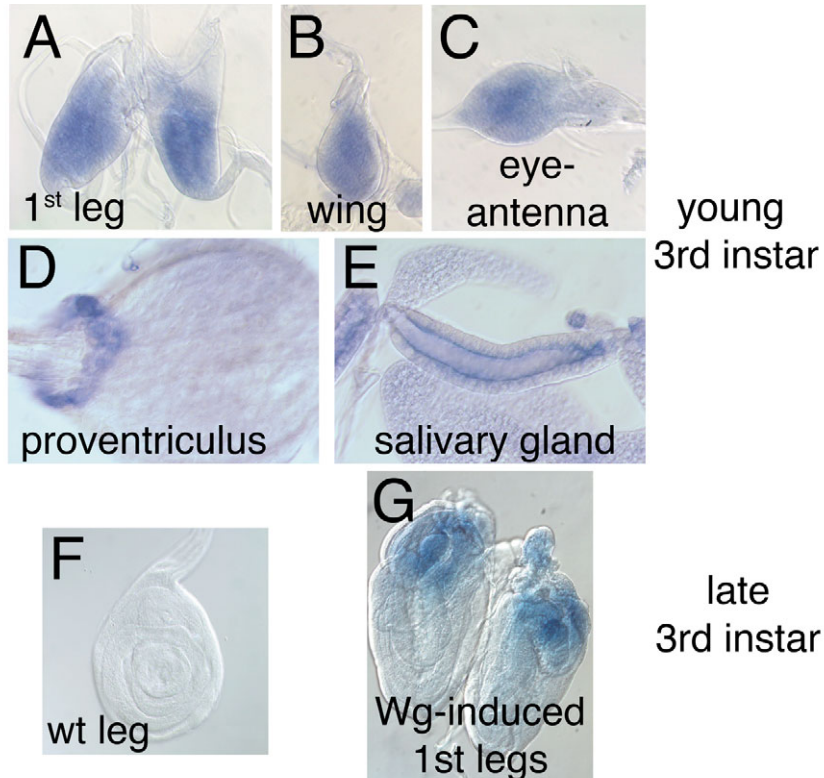 A
1st leg
B
wing
C
eye-
antenna
young
3rd instar
D
proventriculus
E
salivary gland
F
wt leg
G
Wg-induced
1st legs
late
3rd instar